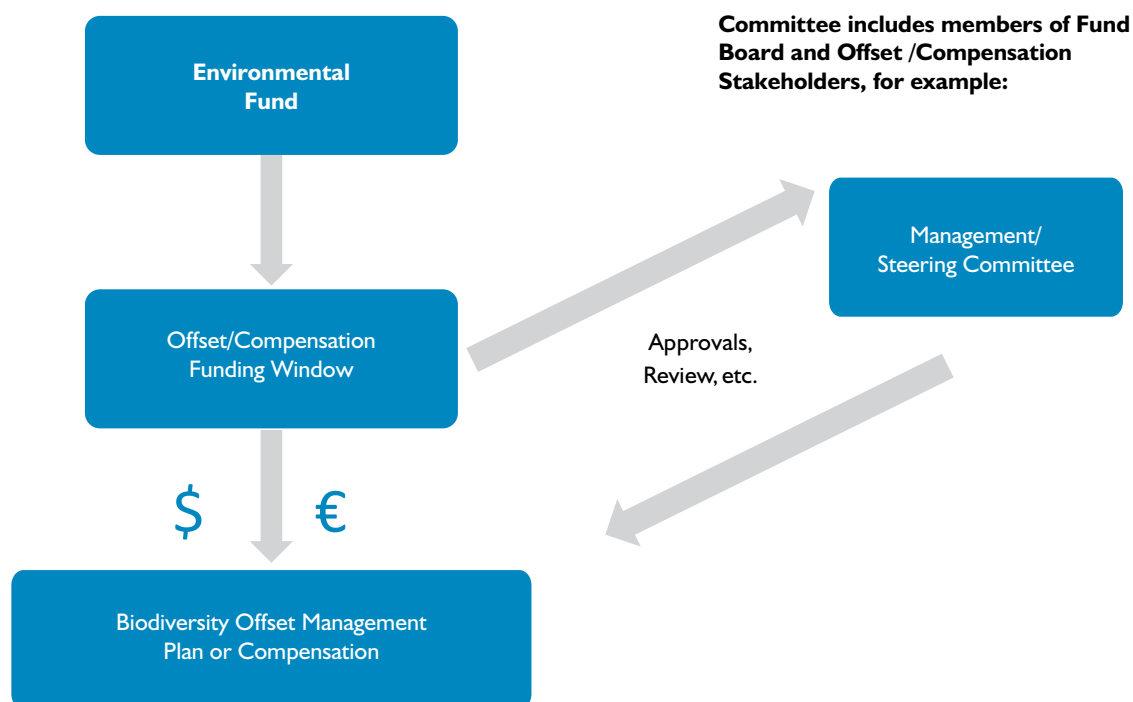 Environmental
Fund
Committee includes members of Fund
Board and Offset /Compensation
Stakeholders, for example:
Management/
Steering Committee
Offset/Compensation
Funding Window
Approvals,
Review, etc.
$ €
Biodiversity Offset Management
Plan or Compensation